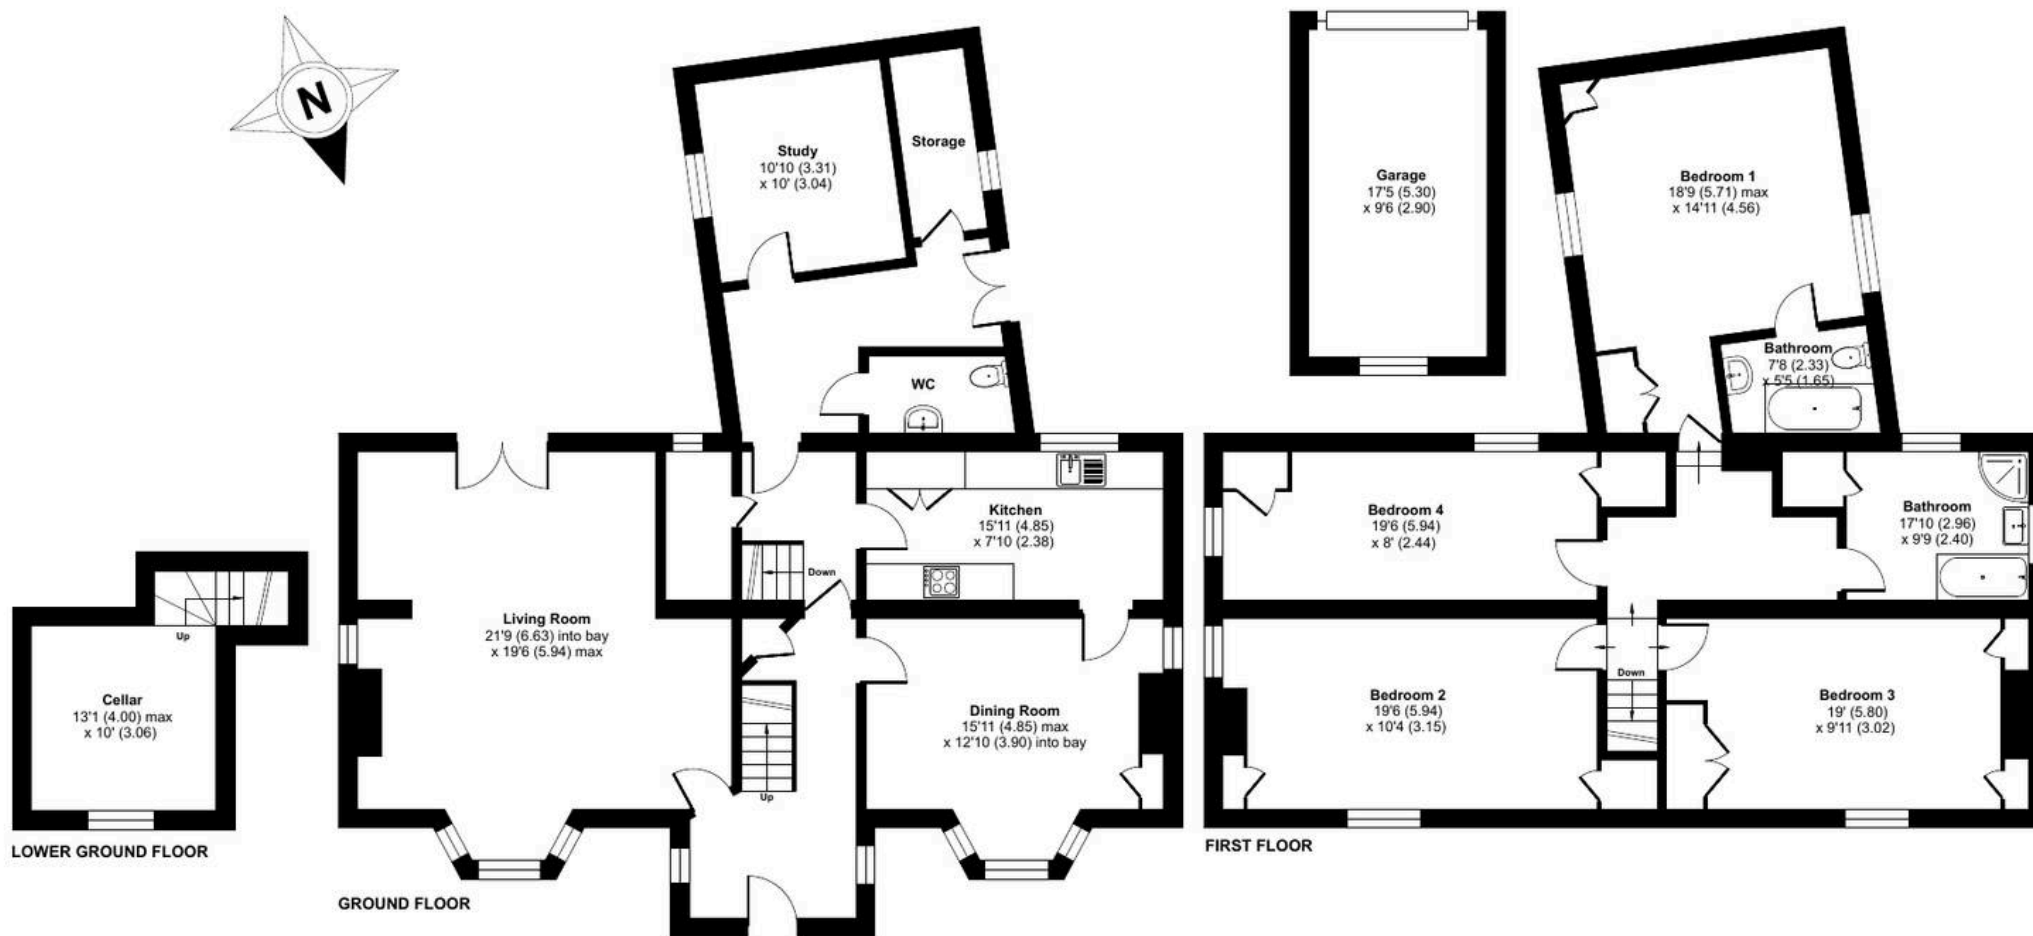 N
Study
10'10 (3.31)
x 10' (3.04)
Storage
WC
Living Room
21'9 (6.63) into bay
x 19'6 (5.94) max
Down
Kitchen
15'11 (4.85)
x 7'10 (2.38)
Dining Room
15'11 (4.85) max
x 12'10 (3.90) into bay
Up
GROUND FLOOR
Up
Cellar
13'1 (4.00) max
x 10' (3.06)
LOWER GROUND FLOOR
Garage
17'5 (5.30)
x 9'6 (2.90)
Bedroom 1
18'9 (5.71) max
x 14'11 (4.56)
Bathroom
7'8 (2.33)
x 5'5 (1.65)
Bedroom 4
19'6 (5.94)
x 8' (2.44)
Bathroom
17'10 (2.96)
x 9'9 (2.40)
Down
Bedroom 2
19'6 (5.94)
x 10'4 (3.15)
Bedroom 3
19' (5.80)
x 9'11 (3.02)
FIRST FLOOR